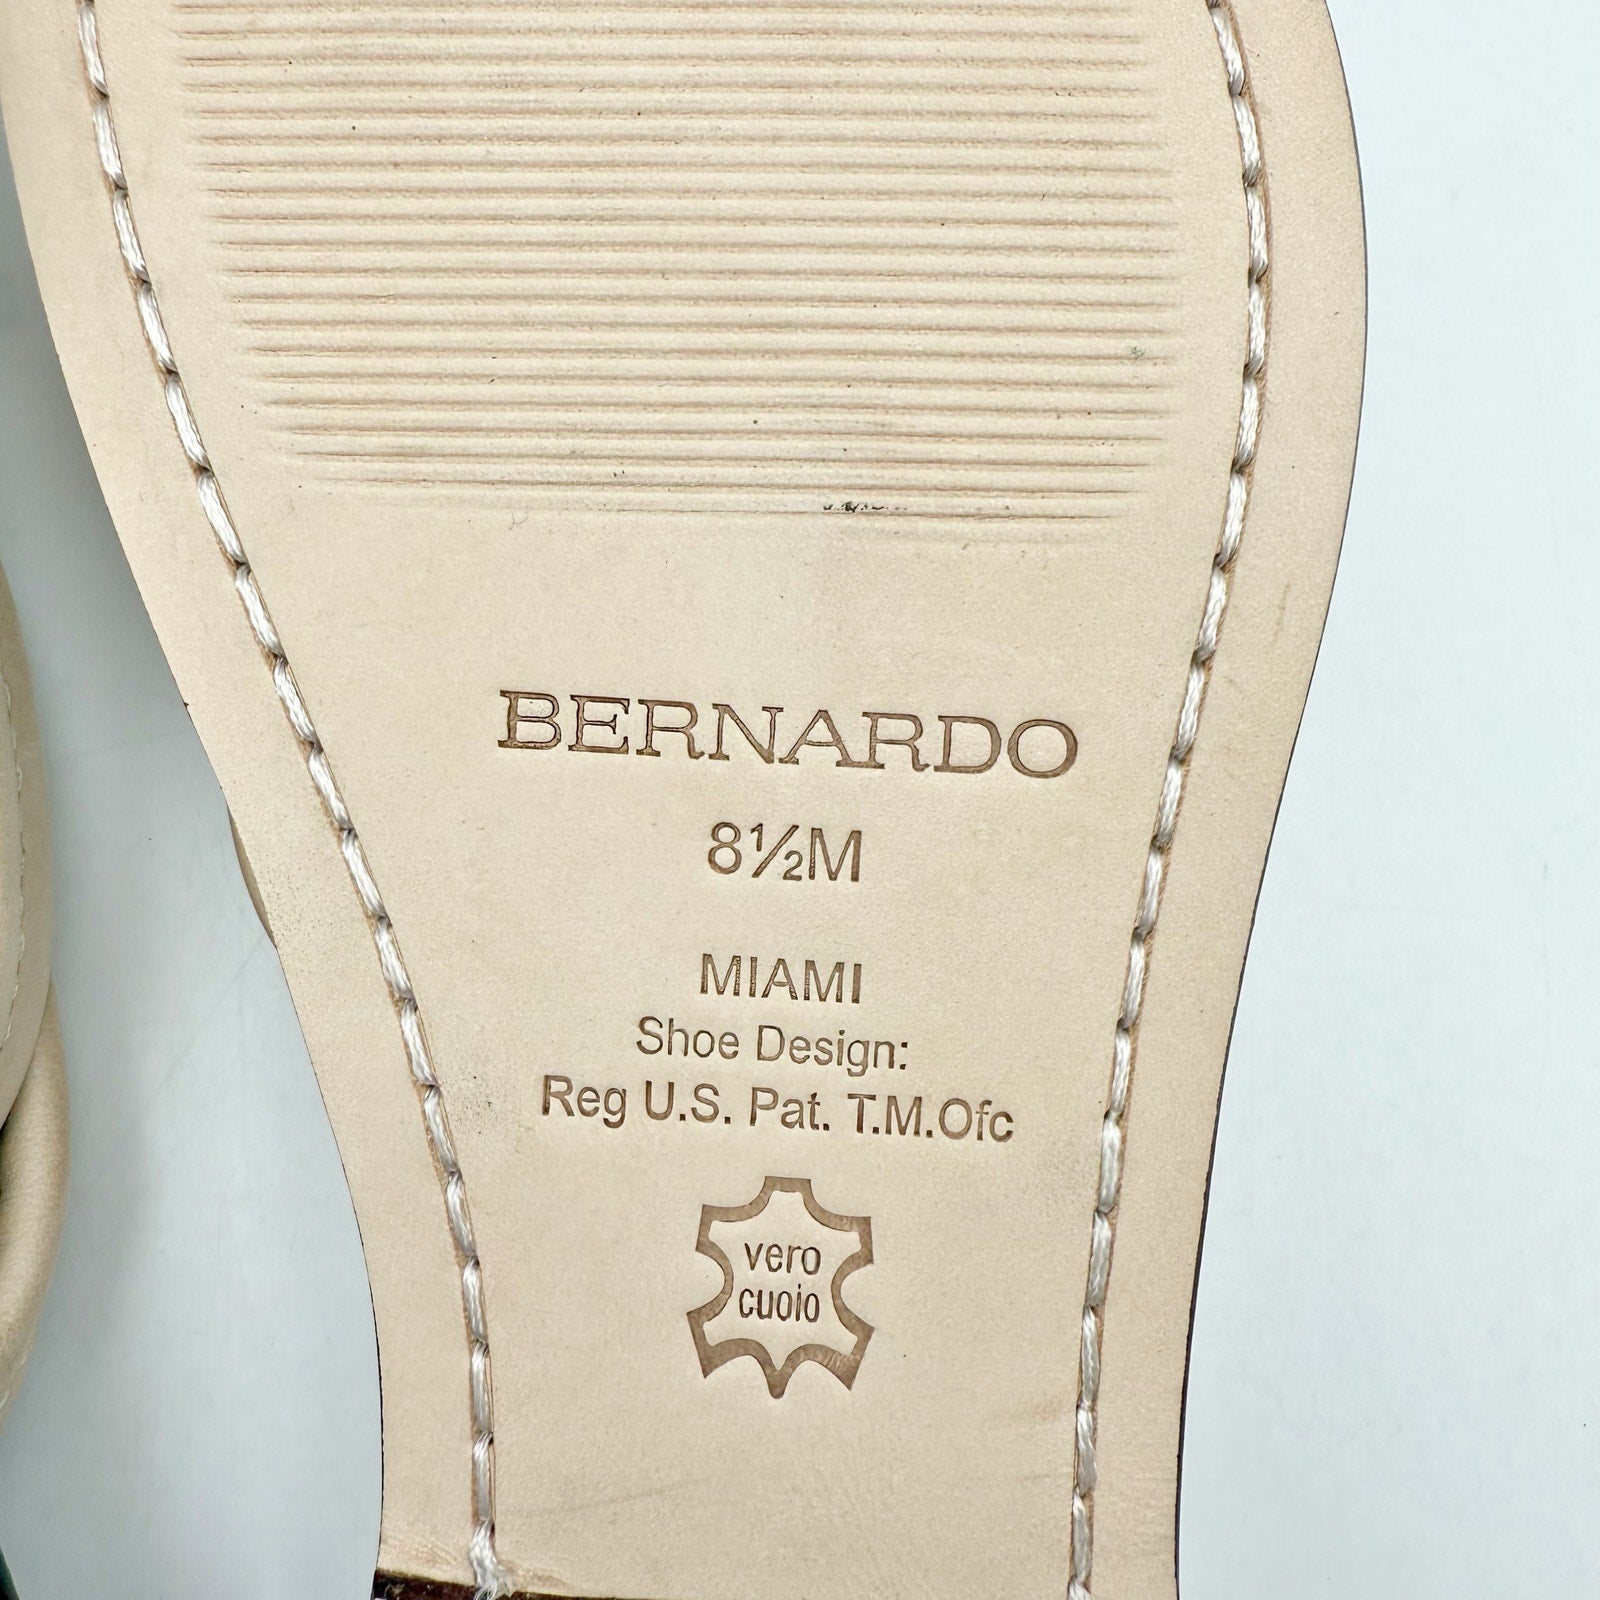 BERNARDO
8½M
MIAMI
Shoe Design:
Reg U.S. Pat. T.M.Ofc
vero
cuoio